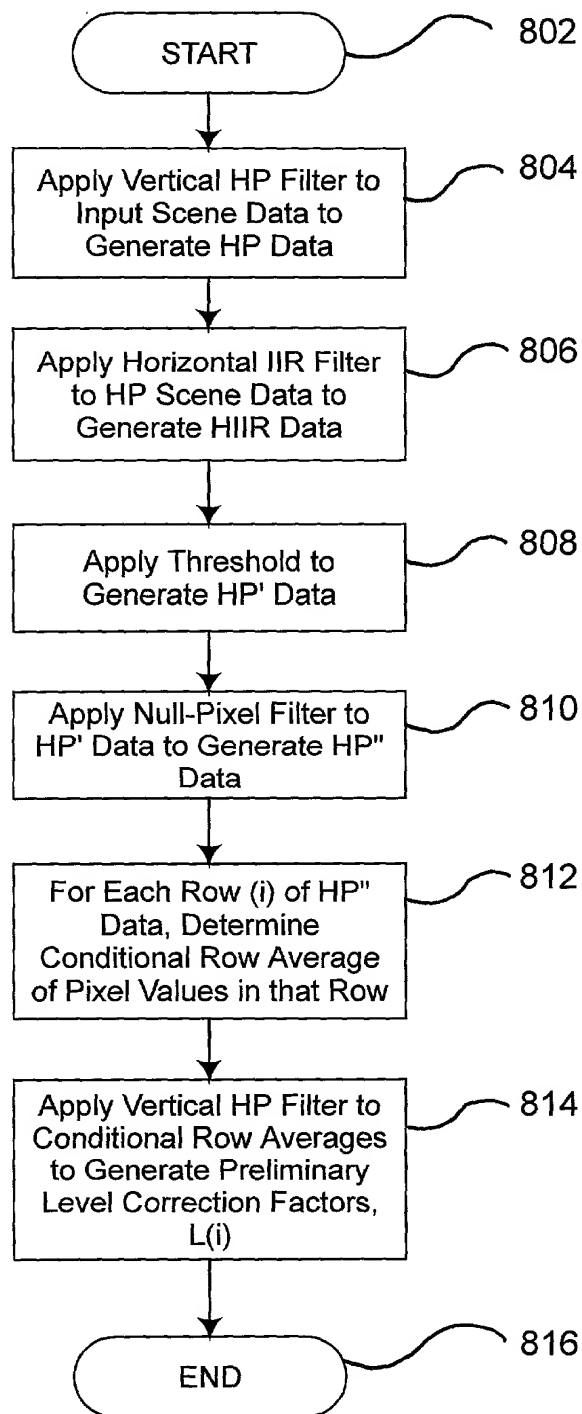 START
802
Apply Vertical HP Filter to
Input Scene Data to
Generate HP Data
804
Apply Horizontal IIR Filter
to HP Scene Data to
Generate HIIR Data
806
Apply Threshold to
Generate HP' Data
808
Apply Null-Pixel Filter to
HP' Data to Generate HP"
Data
810
For Each Row (i) of HP"
Data, Determine
Conditional Row Average
of Pixel Values in that Row
812
Apply Vertical HP Filter to
Conditional Row Averages
to Generate Preliminary
Level Correction Factors,
L(i)
814
END
816